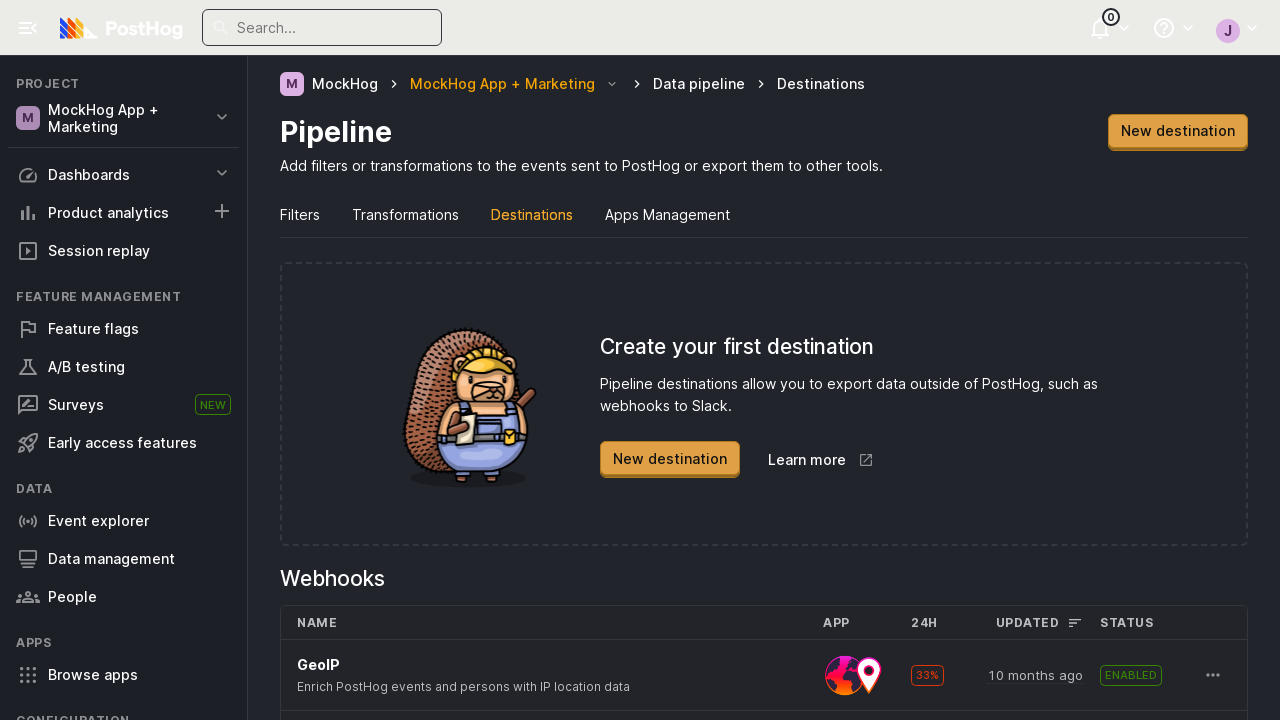 PostHog
Search...
0
J
PROJECT
M
MockHog App +
Marketing
Dashboards
Product analytics
Session replay
FEATURE MANAGEMENT
Feature flags
A/B testing
Surveys
NEW
Early access features
DATA
Event explorer
Data management
People
APPS
Browse apps
CONFIGURATION
M MockHog MockHog App + Marketing Data pipeline Destinations
Pipeline
New destination
Add filters or transformations to the events sent to PostHog or export them to other tools.
Filters Transformations Destinations Apps Management
Create your first destination
Pipeline destinations allow you to export data outside of PostHog, such as
webhooks to Slack.
New destination Learn more
Webhooks
NAME APP 24H UPDATED STATUS
GeoIP
Enrich PostHog events and persons with IP location data
33% 10 months ago ENABLED